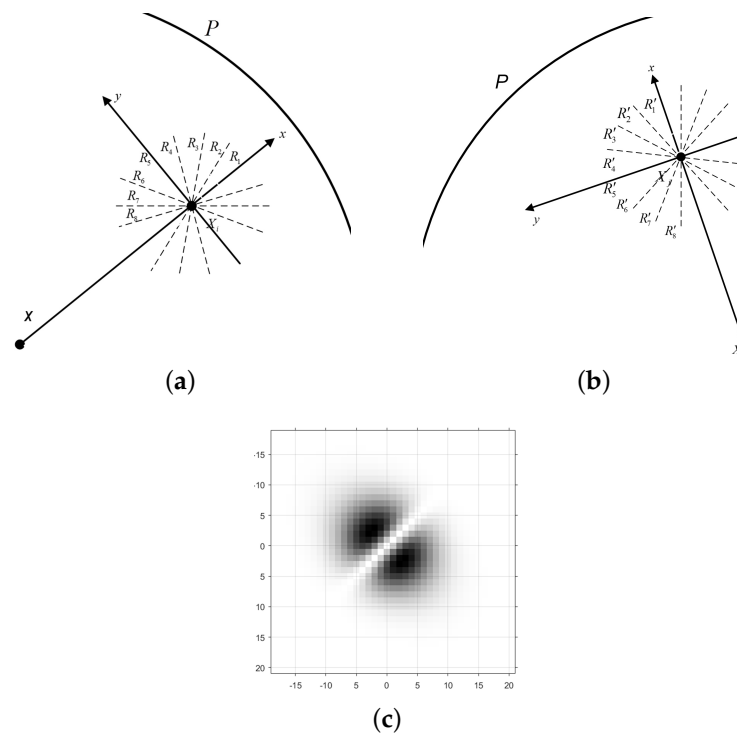 P
y
x
R₄
R₃
R₂
R₁
R₅
R₆
R₇
R₈
Xᵢ
x
(a)
P
x
R′₁
R′₂
R′₃
R′₄
X
R′₅
R′₆
R′₇
R′₈
y
(b)
-15
-10
5
0
5
10
15
20
-15 -10 5 0 5 10 15 20
(c)